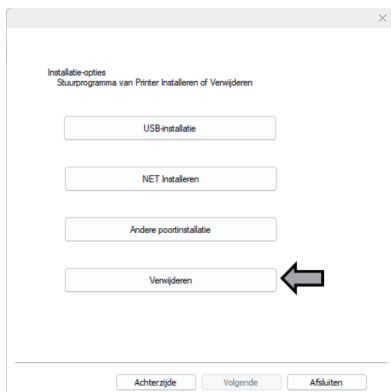 Installatie-opties
Stuurprogramma van Printer Installeren of Verwijderen
USB-installatie
NET Installeren
Andere poortinstallatie
Verwijderen
Achterzijde
Volgende
Afsluiten